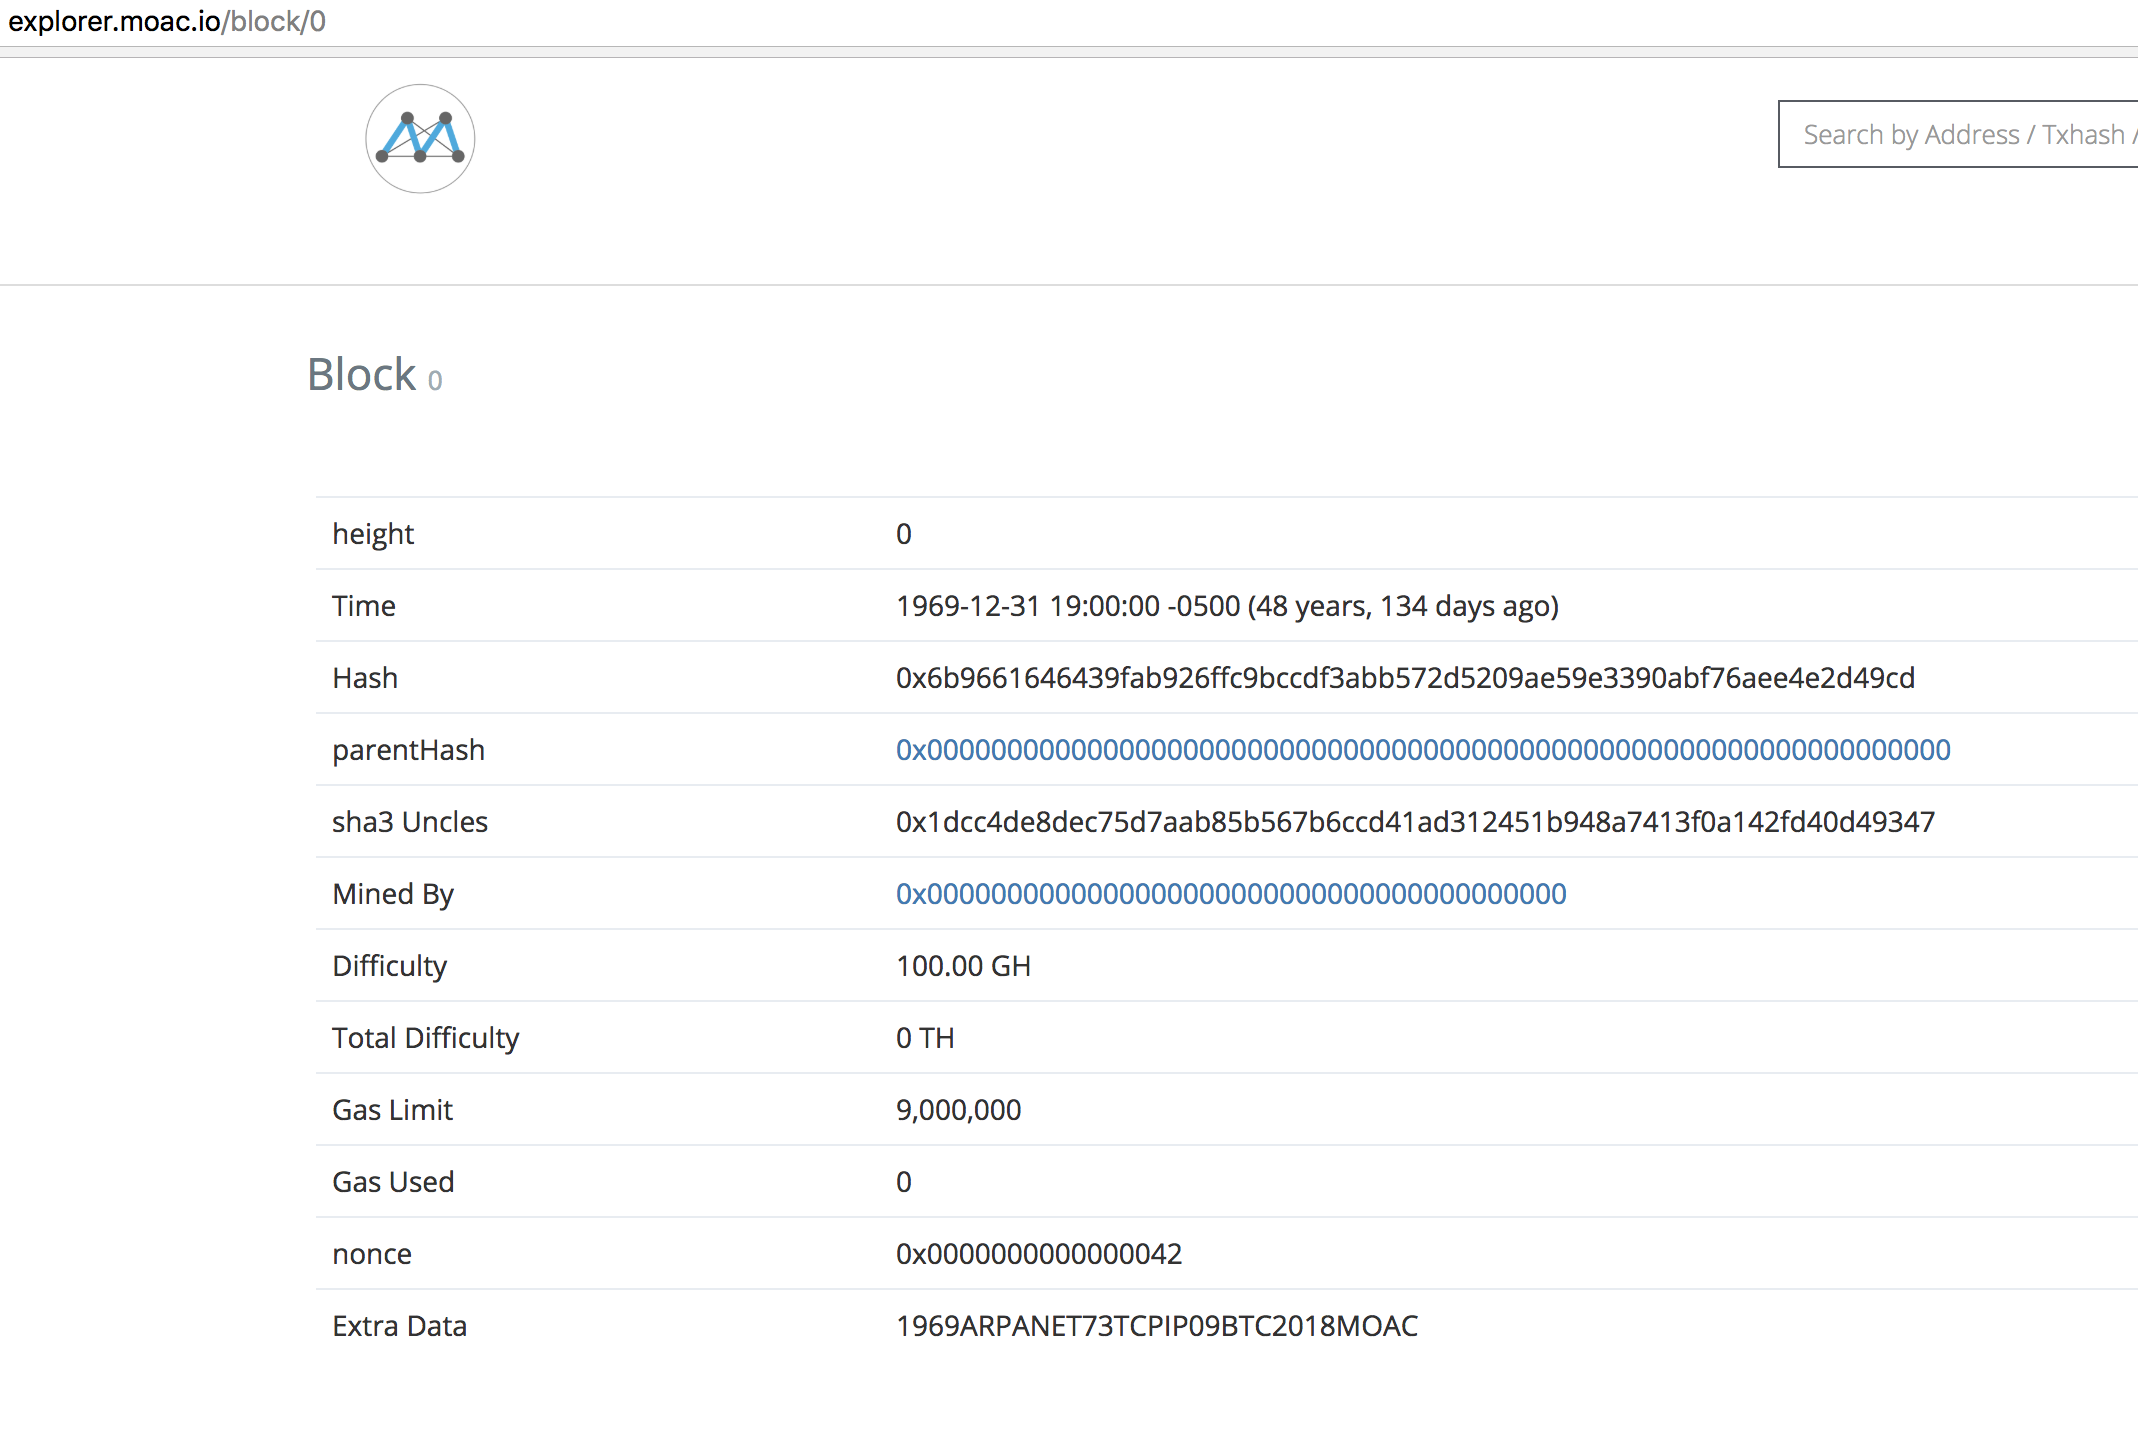 explorer.moac.io/block/0
Search by Address / Txhash /
Block 0
height 0
Time 1969-12-31 19:00:00 -0500 (48 years, 134 days ago)
Hash 0x6b9661646439fab926ffc9bccdf3abb572d5209ae59e3390abf76aee4e2d49cd
parentHash 0x0000000000000000000000000000000000000000000000000000000000000000
sha3 Uncles 0x1dcc4de8dec75d7aab85b567b6ccd41ad312451b948a7413f0a142fd40d49347
Mined By 0x0000000000000000000000000000000000000000
Difficulty 100.00 GH
Total Difficulty 0 TH
Gas Limit 9,000,000
Gas Used 0
nonce 0x0000000000000042
Extra Data 1969ARPANET73TCPIP09BTC2018MOAC